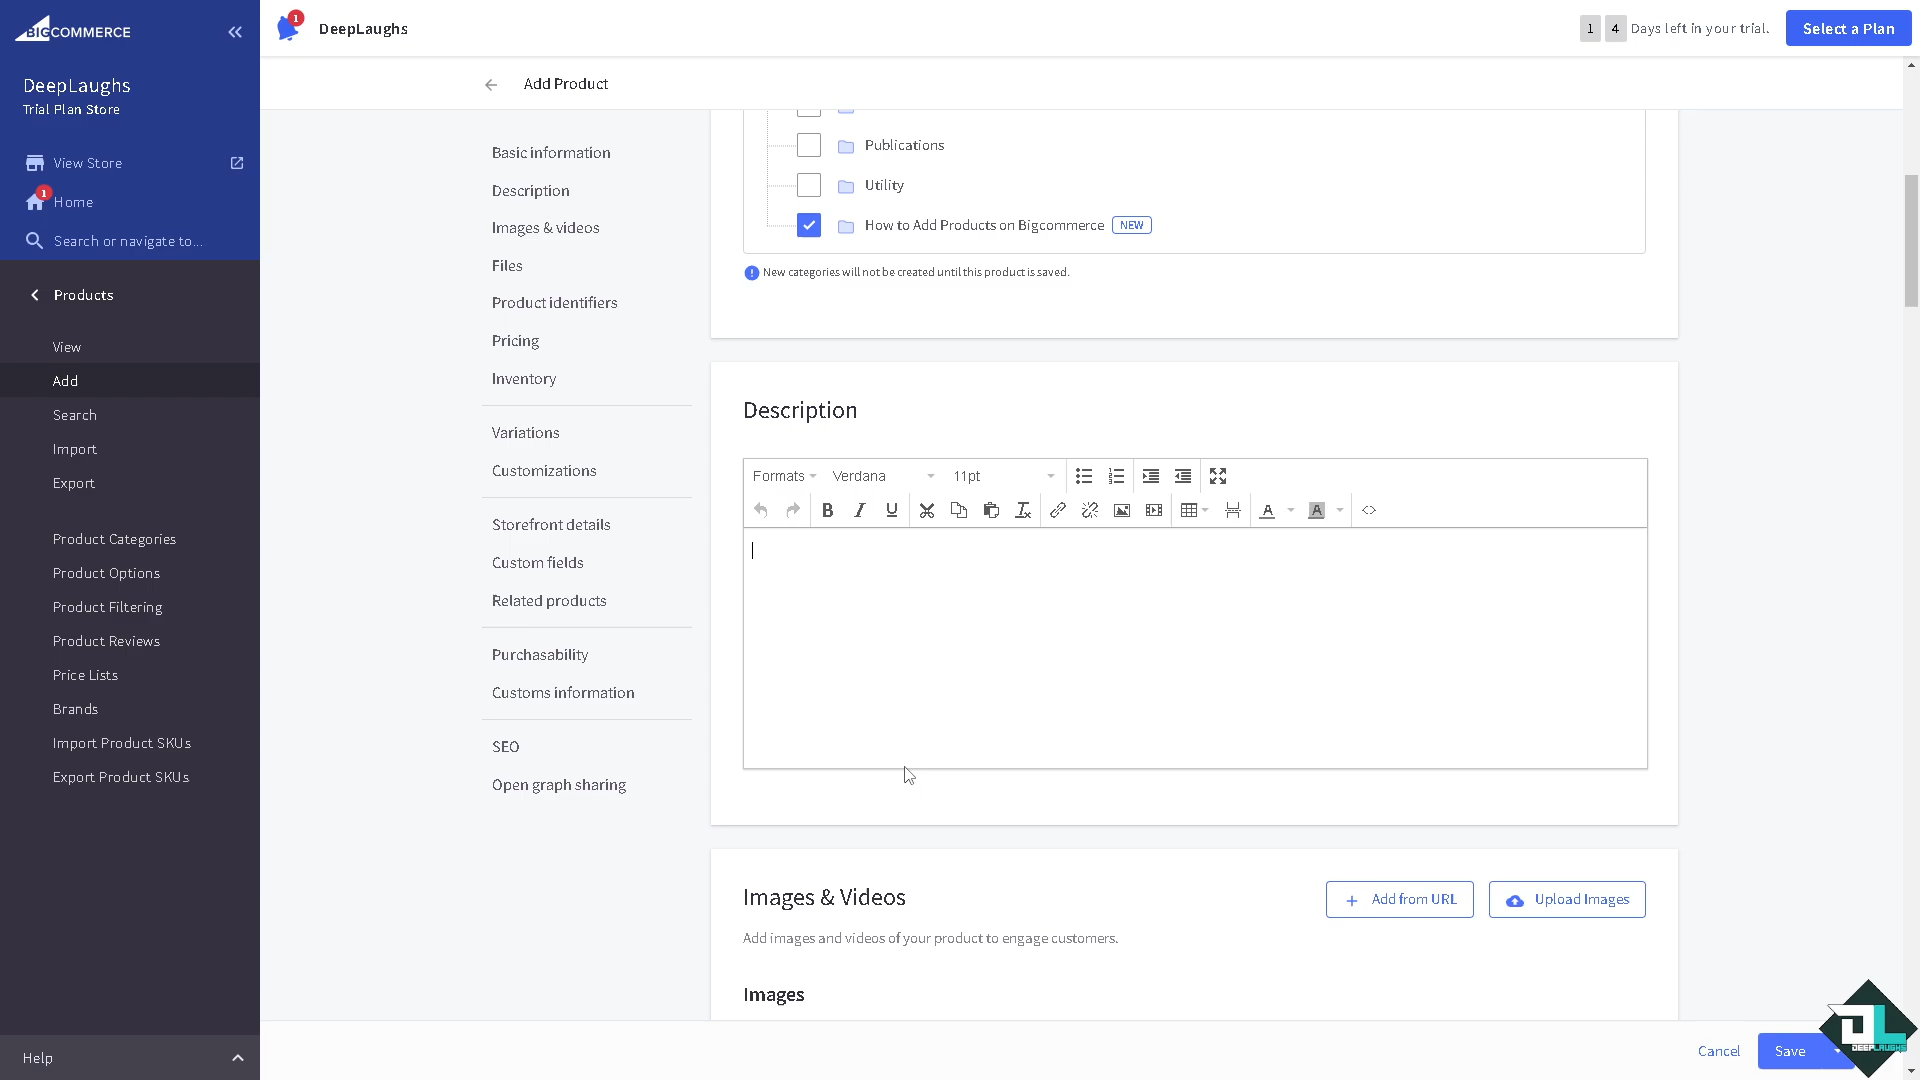 BIGCOMMERCE
DeepLaughs
Trial Plan Store
View Store
1
Home
Search or navigate to...
Products
View
Add
Search
Import
Export
Product Categories
Product Options
Product Filtering
Product Reviews
Price Lists
Brands
Import Product SKUs
Export Product SKUs
Help
1
DeepLaughs
1 4 Days left in your trial.
Select a Plan
Add Product
Basic information
Description
Images & videos
Files
Product identifiers
Pricing
Inventory
Variations
Customizations
Storefront details
Custom fields
Related products
Purchasability
Customs information
SEO
Open graph sharing
Publications
Utility
How to Add Products on Bigcommerce NEW
New categories will not be created until this product is saved.
Description
Formats Verdana 11pt
Images & Videos
Add from URL
Upload Images
Add images and videos of your product to engage customers.
Images
Cancel
Save
DEEPLAUGHS